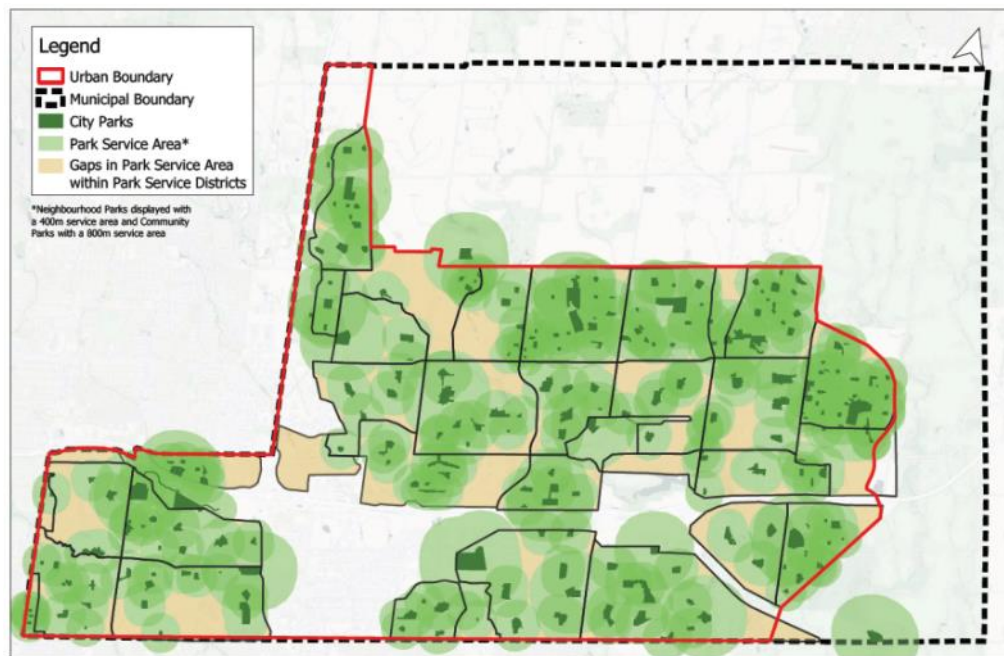 Legend
Urban Boundary
Municipal Boundary
City Parks
Park Service Area*
Gaps in Park Service Area
within Park Service Districts
*Neighbourhood Parks displayed with
a 400m service area and Community
Parks with a 800m service area